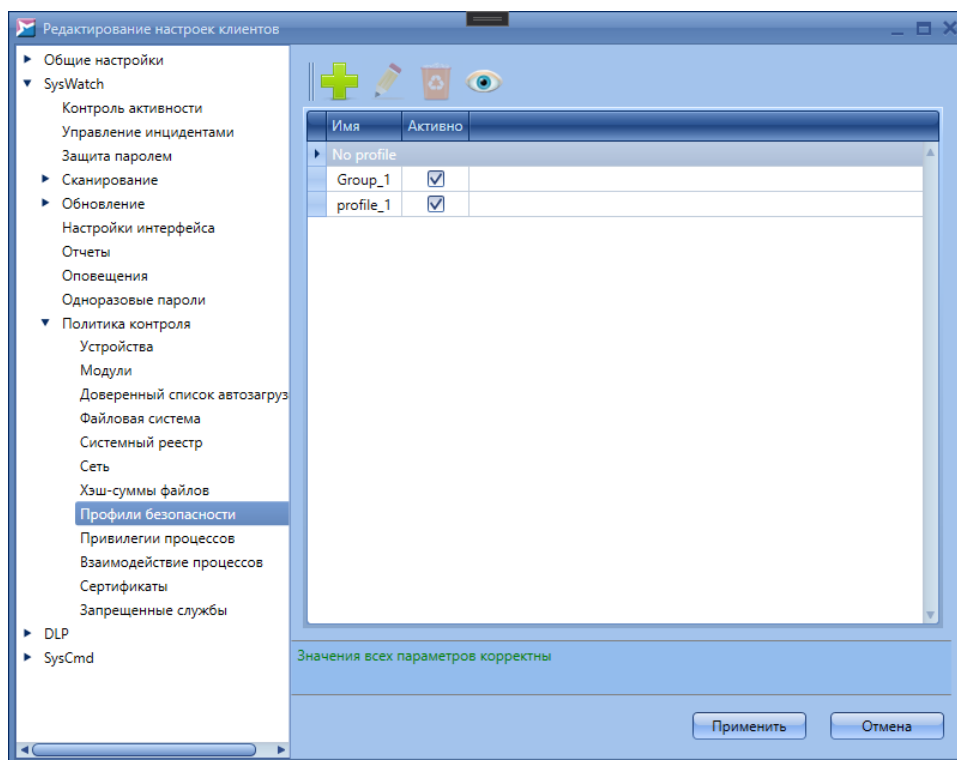 Редактирование настроек клиентов
Общие настройки
SysWatch
Контроль активности
Управление инцидентами
Защита паролем
Сканирование
Обновление
Настройки интерфейса
Отчеты
Оповещения
Одноразовые пароли
Политика контроля
Устройства
Модули
Доверенный список автозагруз
Файловая система
Системный реестр
Сеть
Хэш-суммы файлов
Профили безопасности
Привилегии процессов
Взаимодействие процессов
Сертификаты
Запрещенные службы
DLP
SysCmd
Имя Активно
No profile
Group_1
profile_1
Значения всех параметров корректны
Применить Отмена